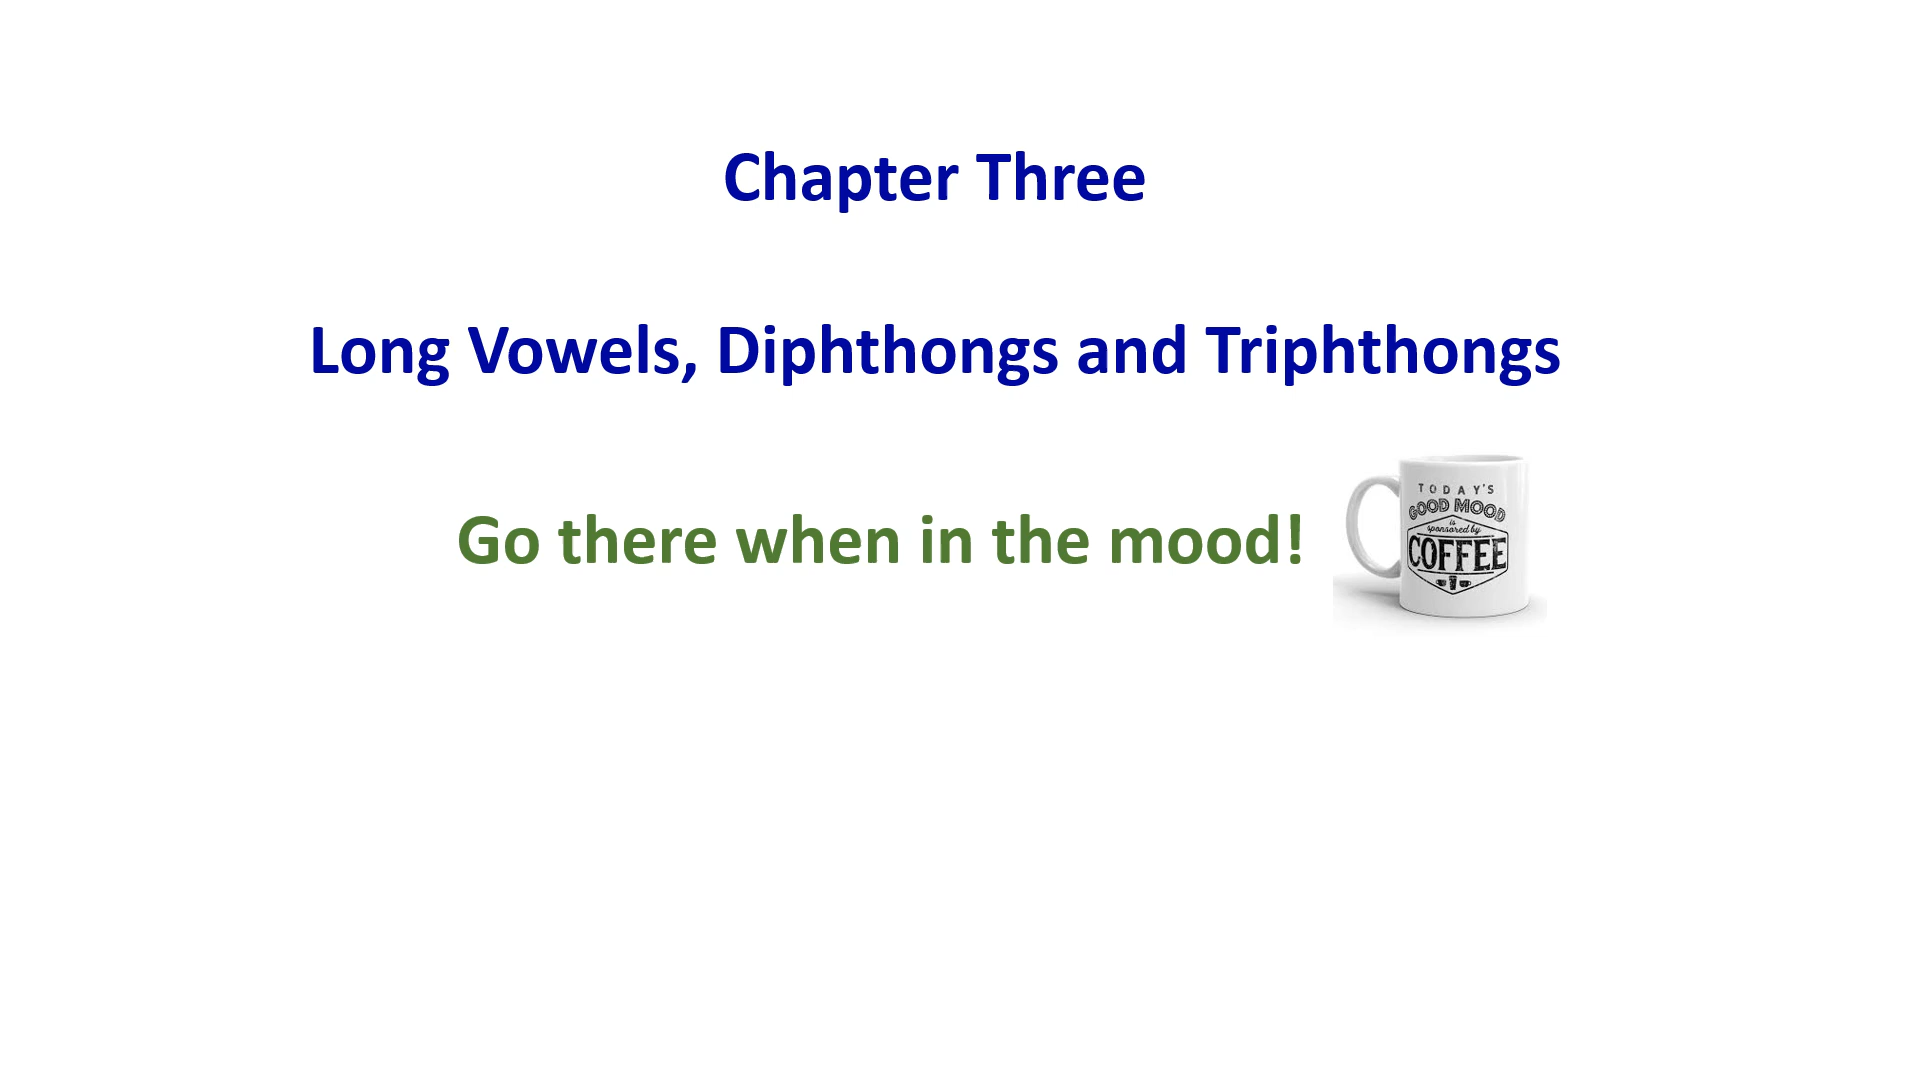 Chapter Three
Long Vowels, Diphthongs and Triphthongs
Go there when in the mood!
TODAY'S
GOOD MOOD
is
sponsored by
COFFEE